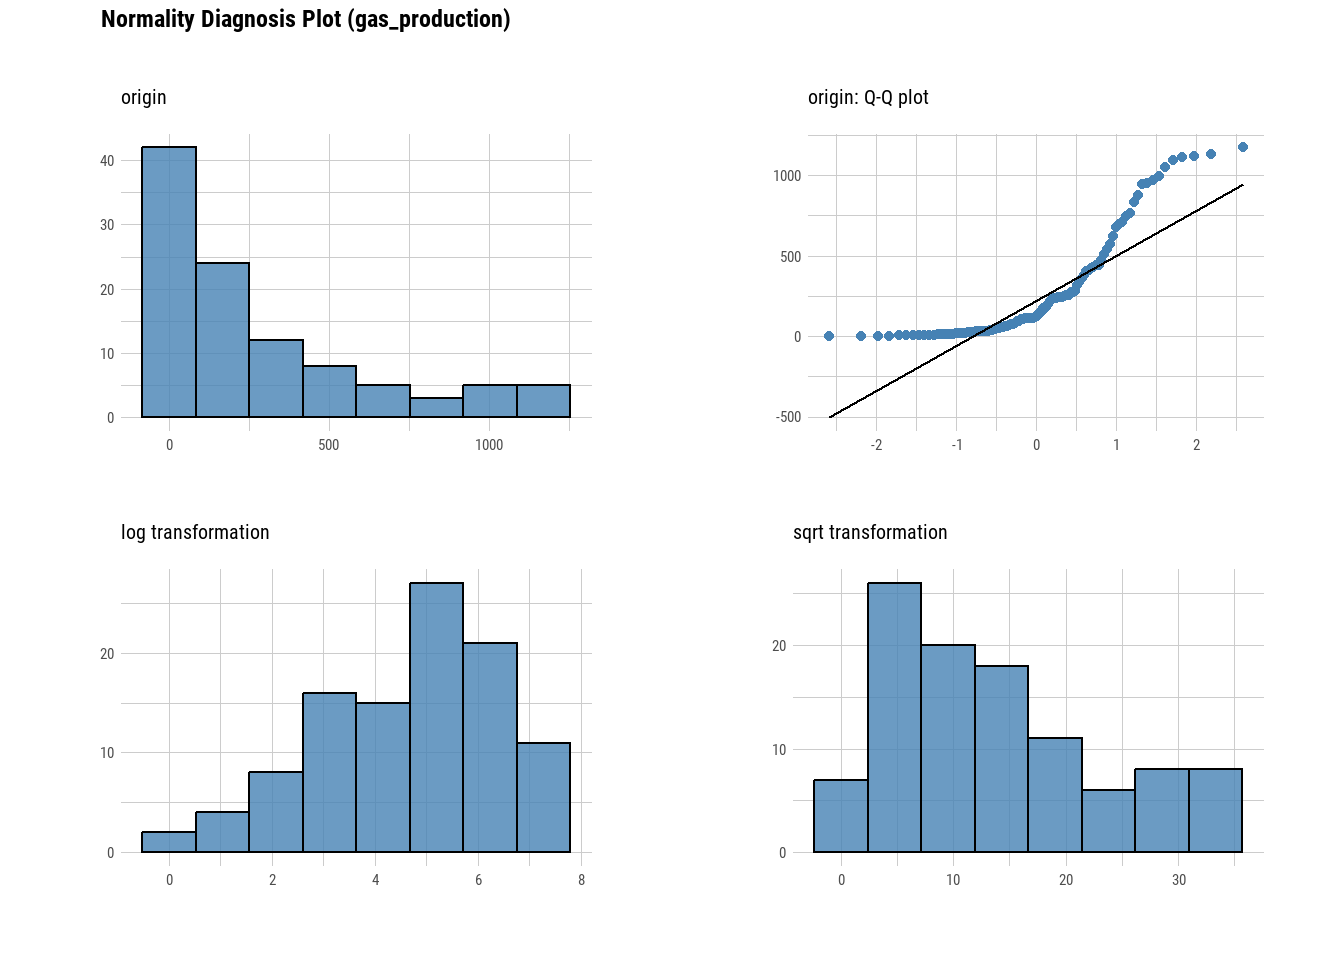 Normality Diagnosis Plot (gas_production)
origin
40
30
20
10
0
0 500 1000
origin: Q-Q plot
1000
500
0
-500
-2 -1 0 1 2
log transformation
20
10
0
0 2 4 6 8
sqrt transformation
20
10
0
0 10 20 30